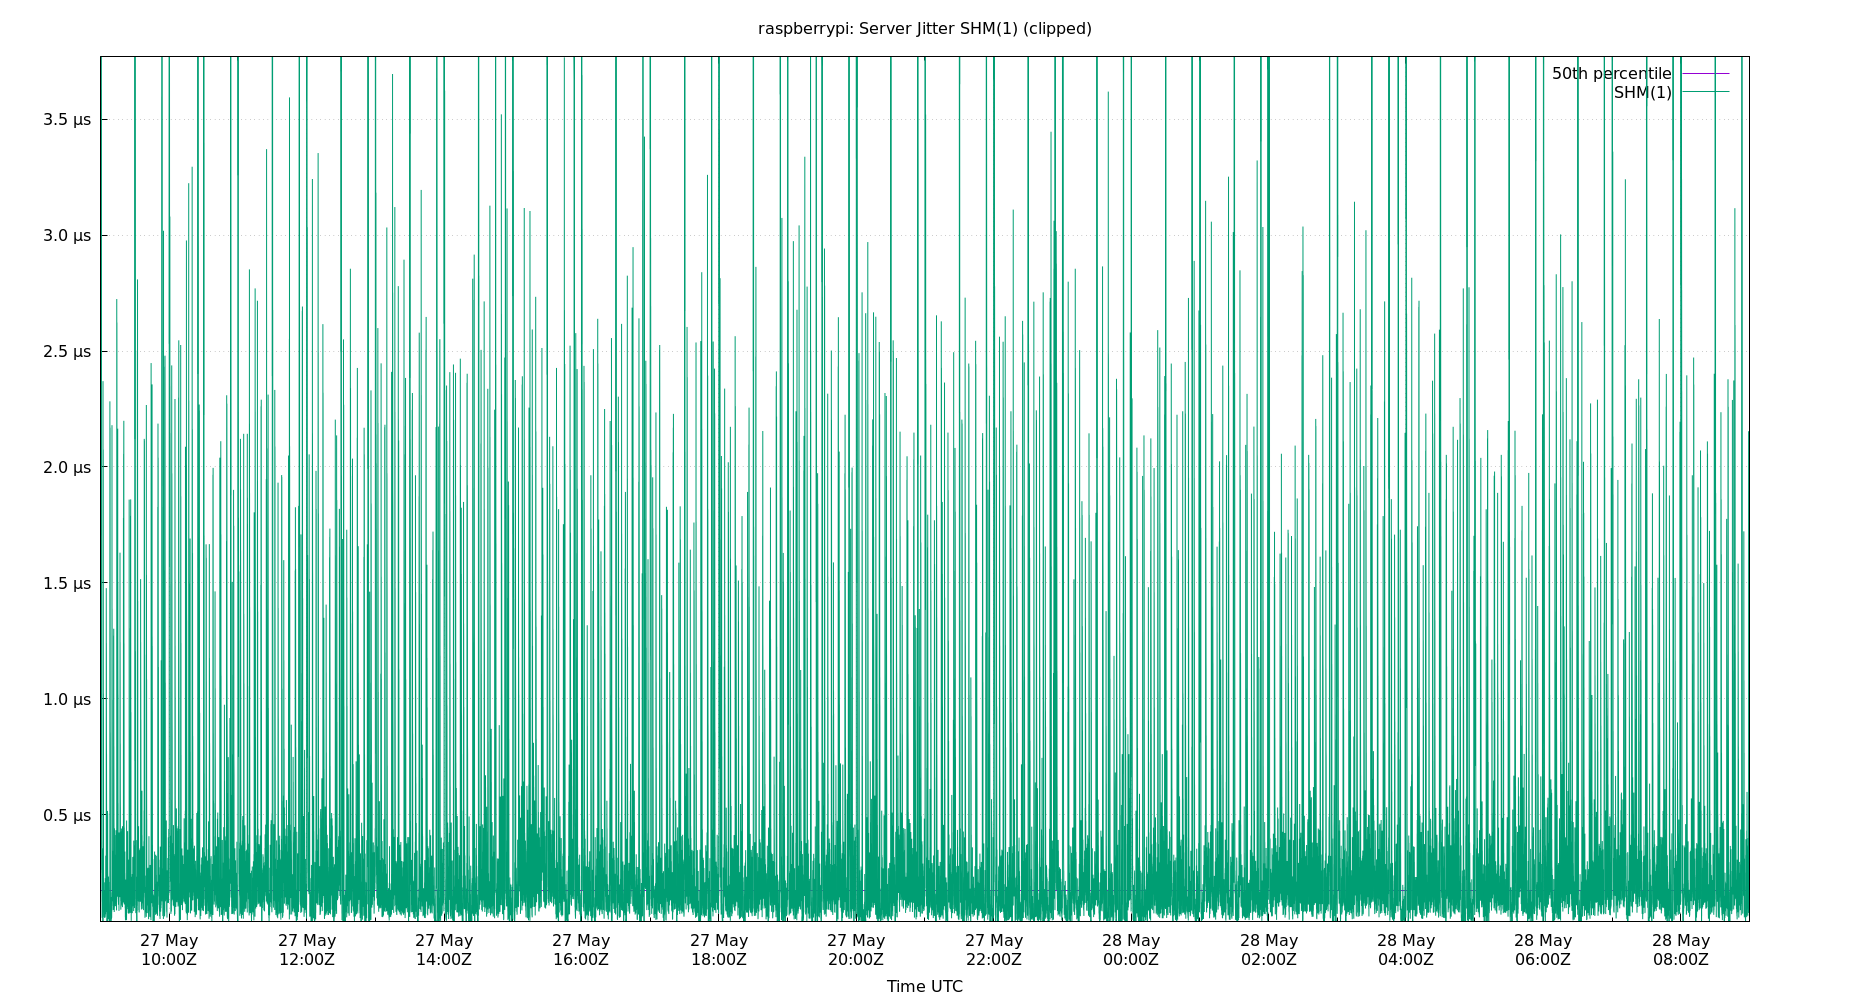 raspberrypi: Server Jitter SHM(1) (clipped)
50th percentile
SHM(1)
3.5 µs
3.0 µs
2.5 µs
2.0 µs
1.5 µs
1.0 µs
0.5 µs
27 May 27 May 27 May 27 May 27 May 27 May 27 May 28 May 28 May 28 May 28 May 28 May
10:00Z 12:00Z 14:00Z 16:00Z 18:00Z 20:00Z 22:00Z 00:00Z 02:00Z 04:00Z 06:00Z 08:00Z
Time UTC